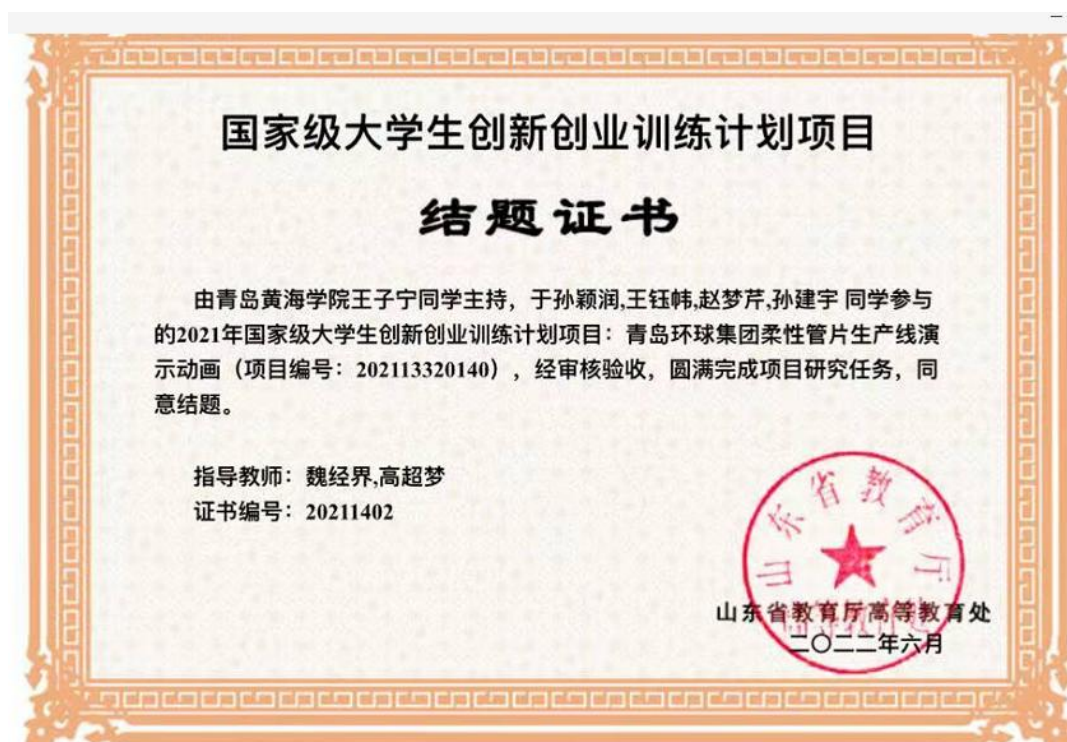 国家级大学生创新创业训练计划项目
结题证书
由青岛黄海学院王子宁同学主持，于孙颖润,王钰帏,赵梦芹,孙建宇 同学参与
的2021年国家级大学生创新创业训练计划项目：青岛环球集团柔性管片生产线演
示动画（项目编号：202113320140），经审核验收，圆满完成项目研究任务，同
意结题。
指导教师：魏经界,高超梦
证书编号：20211402
山东省教育厅
山东省教育厅高等教育处
二〇二二年六月